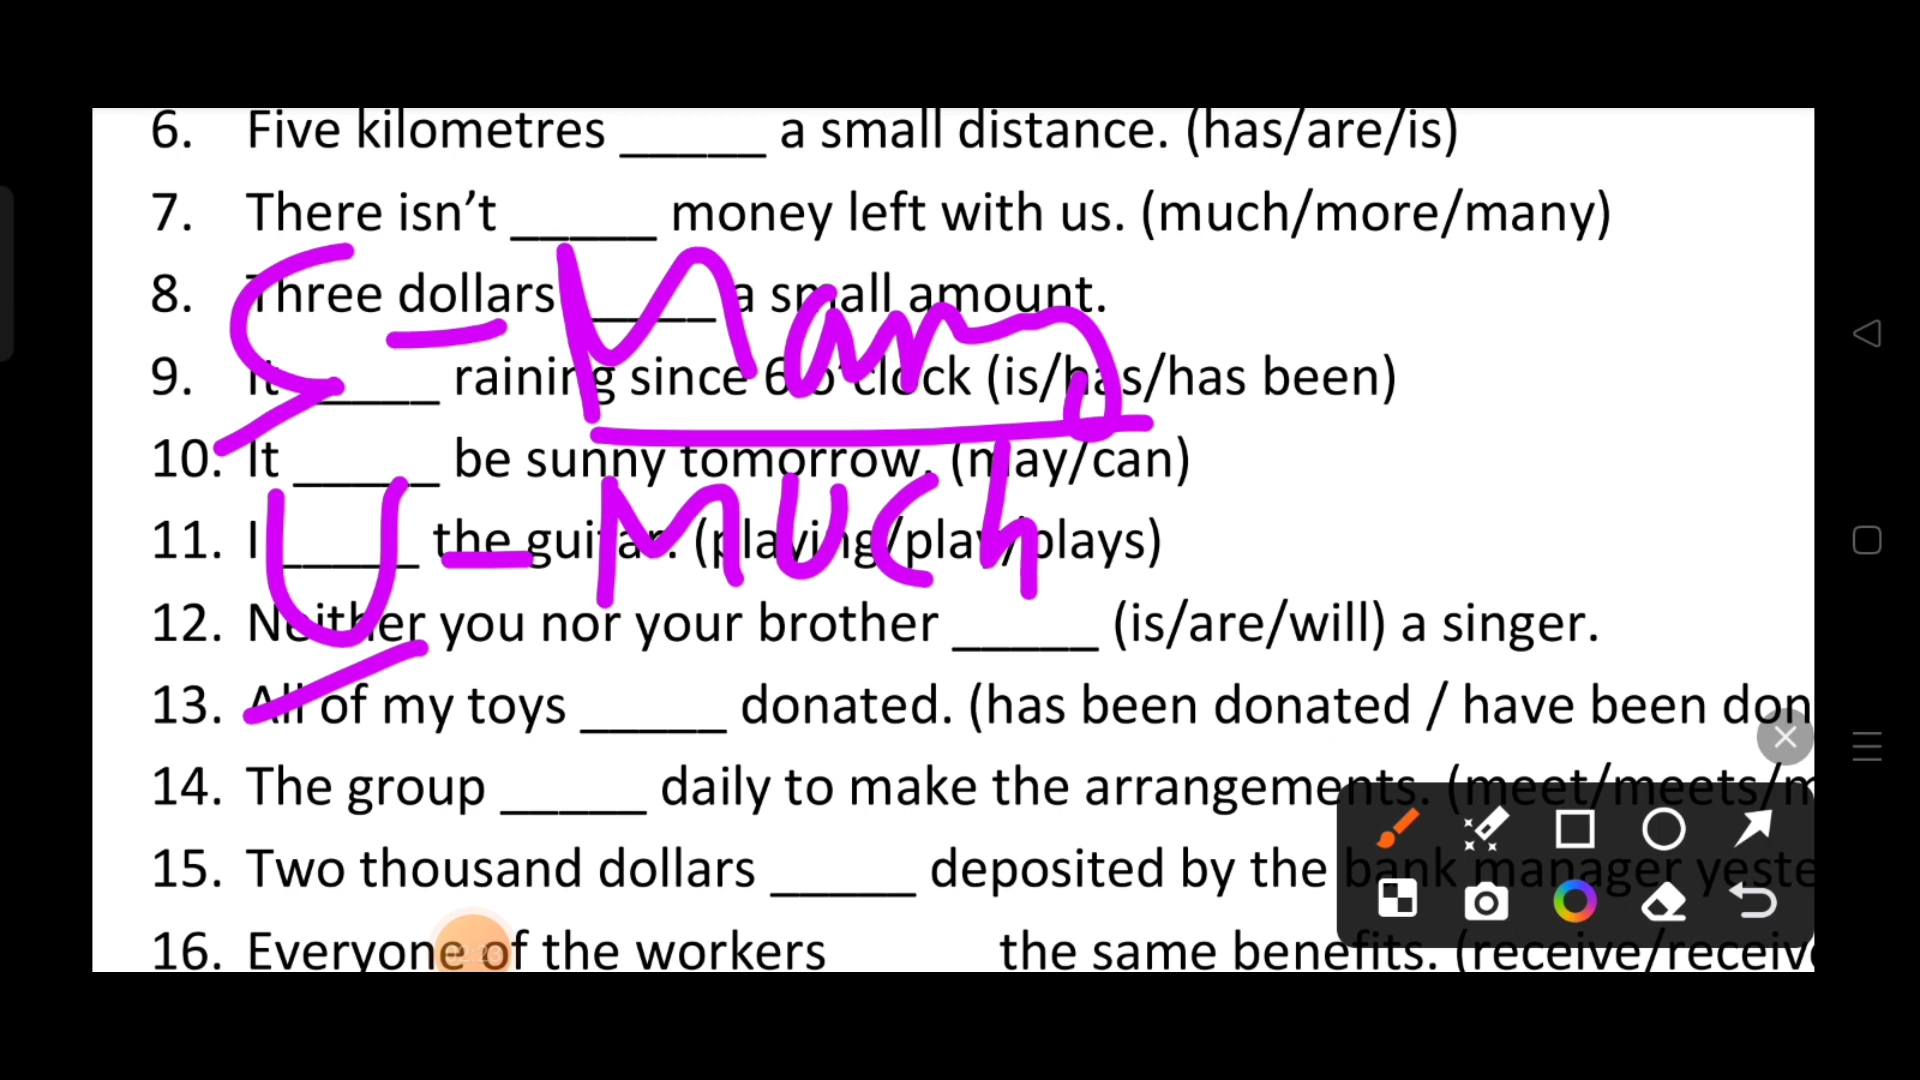 6. Five kilometres _____ a small distance. (has/are/is)
7. There isn't _____ money left with us. (much/more/many)
8. Three dollars _____ a small amount.
C - Many
9. It _____ raining since 6 o'clock (is/has/has been)
10. It _____ be sunny tomorrow. (may/can)
U - Much
11. I _____ the guitar. (playing/play/plays)
12. Neither you nor your brother _____ (is/are/will) a singer.
13. All of my toys _____ donated. (has been donated / have been don
14. The group _____ daily to make the arrangements. (meet/meets/m
15. Two thousand dollars _____ deposited by the bank manager yeste
16. Everyone of the workers the same benefits. (receive/receive